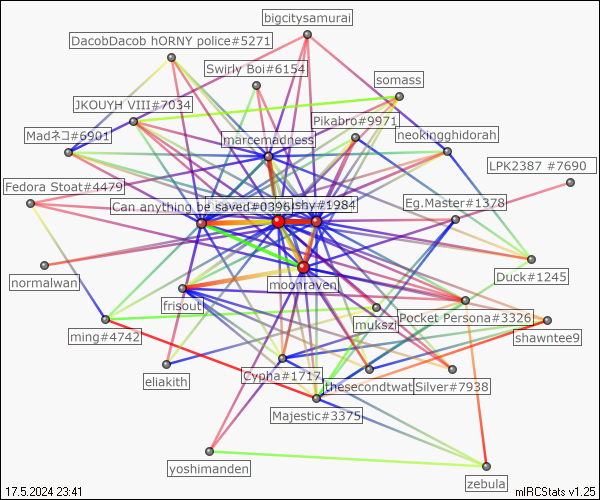 bigcitysamurai
DacobDacob hORNY police#5271
Swirly Boi#6154
somass
JKOUYH VIII#7034
Pikabro#9971
Madネコ#6901
marcemadness
neokingghidorah
LPK2387 #7690
Fedora Stoat#4479
Can anything be saved#0396
shy#1984
Eg.Master#1378
normalwan
moonraven
Duck#1245
frisout
mukszi
Pocket Persona#3326
ming#4742
shawntee9
eliakith
Cypha#1717
thesecondtwat
Silver#7938
Majestic#3375
yoshimanden
zebula
17.5.2024 23:41
mIRCStats v1.25